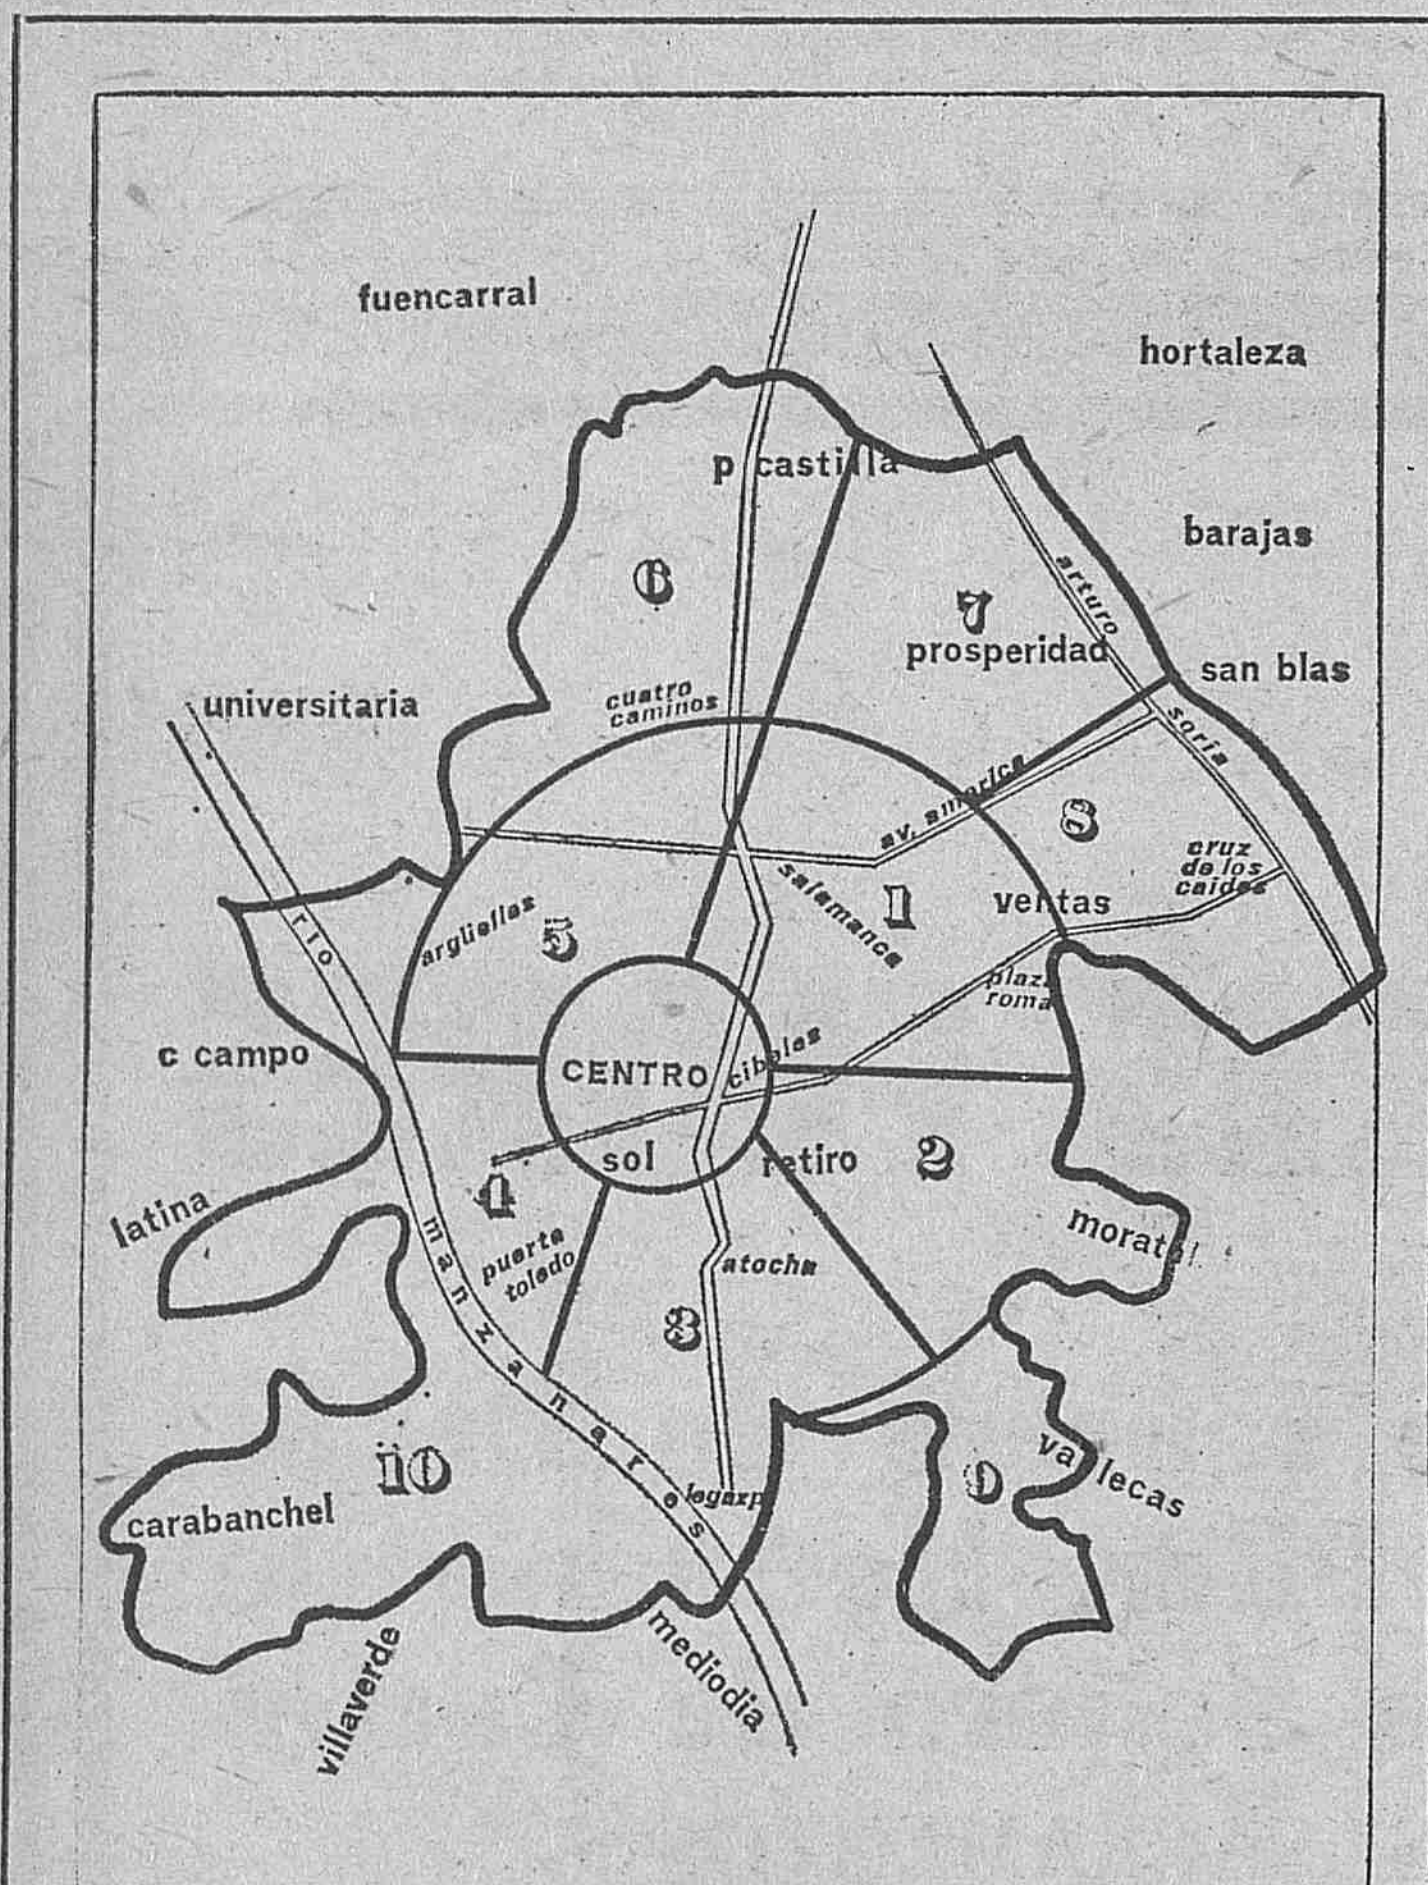 fuencarral
hortaleza
p castilla
barajas
6
7
arturo
prosperidad
san blas
cuatro
caminos
universitaria
soria
av. america
8
cruz
de los
caidos
salamanca
1
ventas
argüelles
5
rio
plaza
roma
c campo
CENTRO
cibeles
sol
retiro
2
4
latina
manzanares
puerta
toledo
atocha
moratal
3
10
9
vallecas
legazpi
carabanchel
villaverde
mediodia